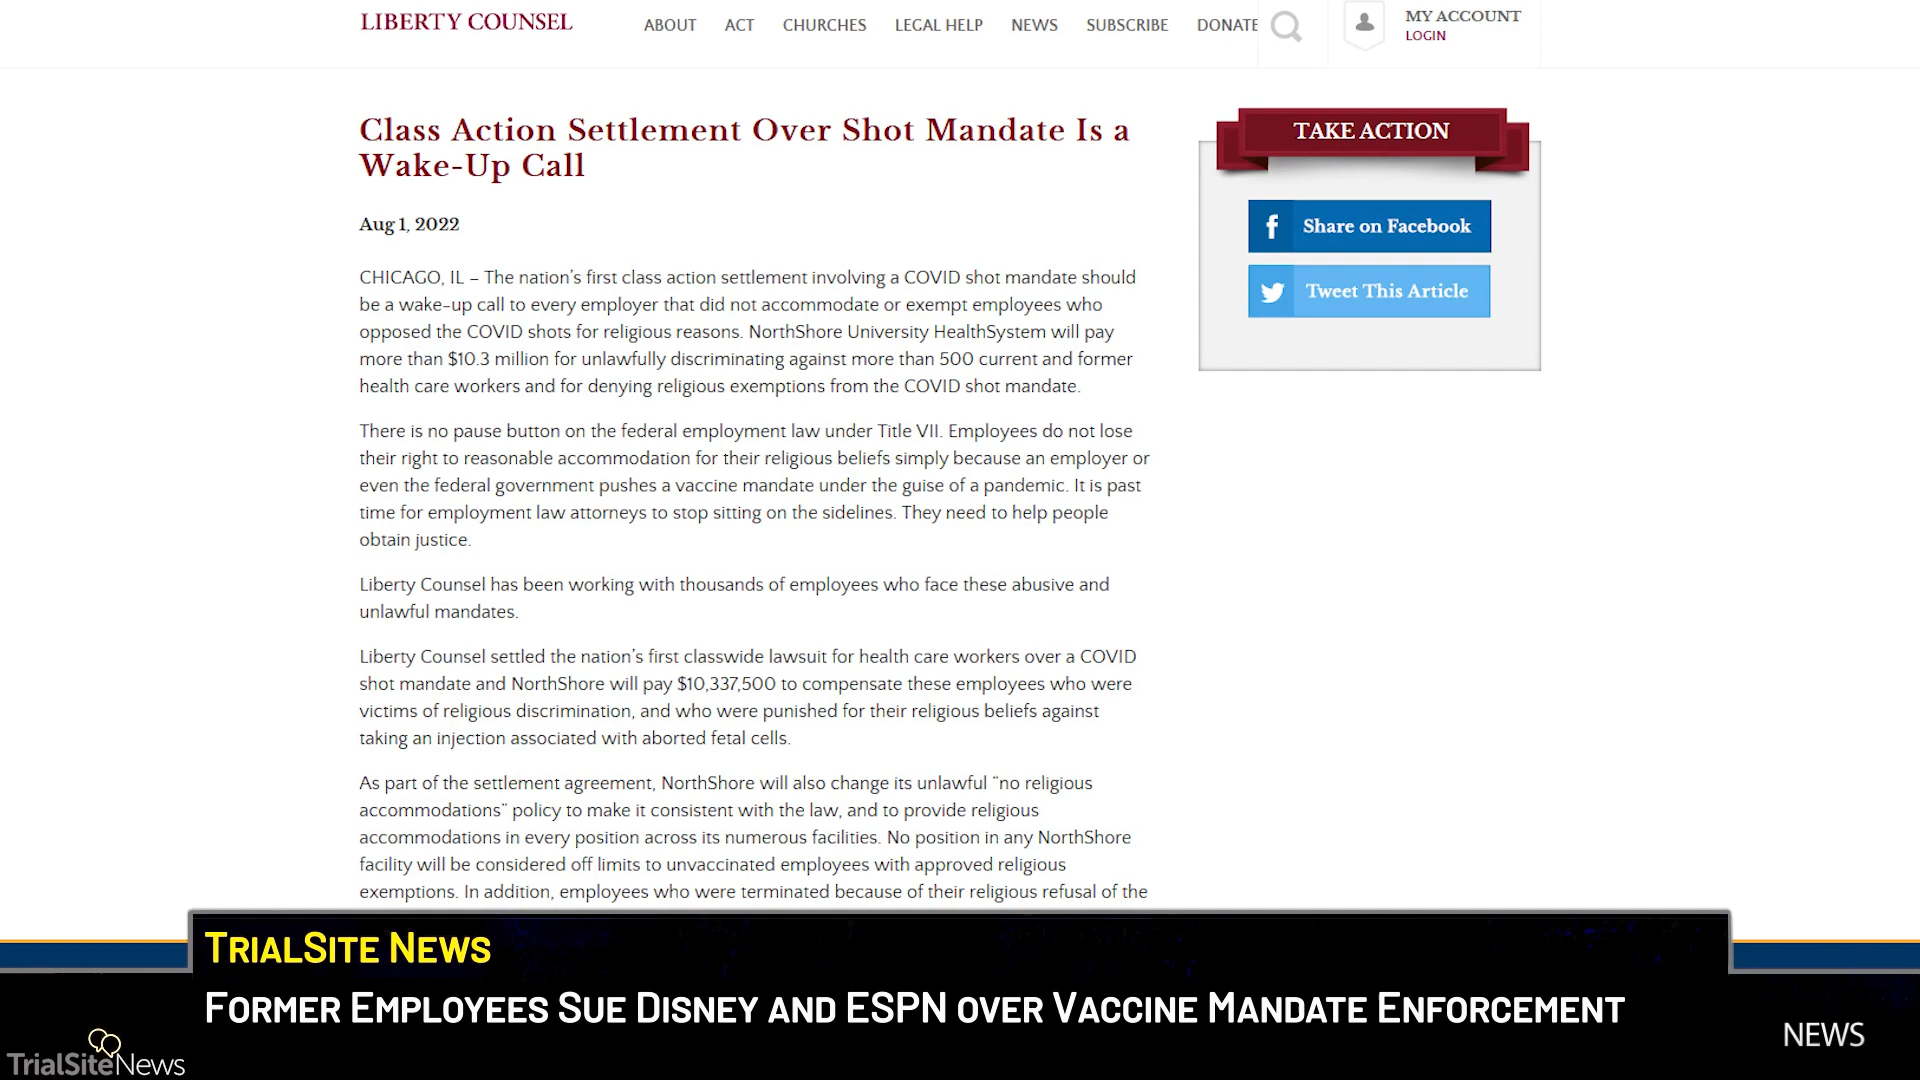 LIBERTY COUNSEL
ABOUT ACT CHURCHES LEGAL HELP NEWS SUBSCRIBE DONATE
MY ACCOUNT
LOGIN
Class Action Settlement Over Shot Mandate Is a
Wake-Up Call
Aug 1, 2022
CHICAGO, IL – The nation's first class action settlement involving a COVID shot mandate should
be a wake-up call to every employer that did not accommodate or exempt employees who
opposed the COVID shots for religious reasons. NorthShore University HealthSystem will pay
more than $10.3 million for unlawfully discriminating against more than 500 current and former
health care workers and for denying religious exemptions from the COVID shot mandate.
There is no pause button on the federal employment law under Title VII. Employees do not lose
their right to reasonable accommodation for their religious beliefs simply because an employer or
even the federal government pushes a vaccine mandate under the guise of a pandemic. It is past
time for employment law attorneys to stop sitting on the sidelines. They need to help people
obtain justice.
Liberty Counsel has been working with thousands of employees who face these abusive and
unlawful mandates.
Liberty Counsel settled the nation's first classwide lawsuit for health care workers over a COVID
shot mandate and NorthShore will pay $10,337,500 to compensate these employees who were
victims of religious discrimination, and who were punished for their religious beliefs against
taking an injection associated with aborted fetal cells.
As part of the settlement agreement, NorthShore will also change its unlawful "no religious
accommodations" policy to make it consistent with the law, and to provide religious
accommodations in every position across its numerous facilities. No position in any NorthShore
facility will be considered off limits to unvaccinated employees with approved religious
exemptions. In addition, employees who were terminated because of their religious refusal of the
TAKE ACTION
Share on Facebook
Tweet This Article
TRIALSITE NEWS
FORMER EMPLOYEES SUE DISNEY AND ESPN OVER VACCINE MANDATE ENFORCEMENT
TrialSiteNews
NEWS